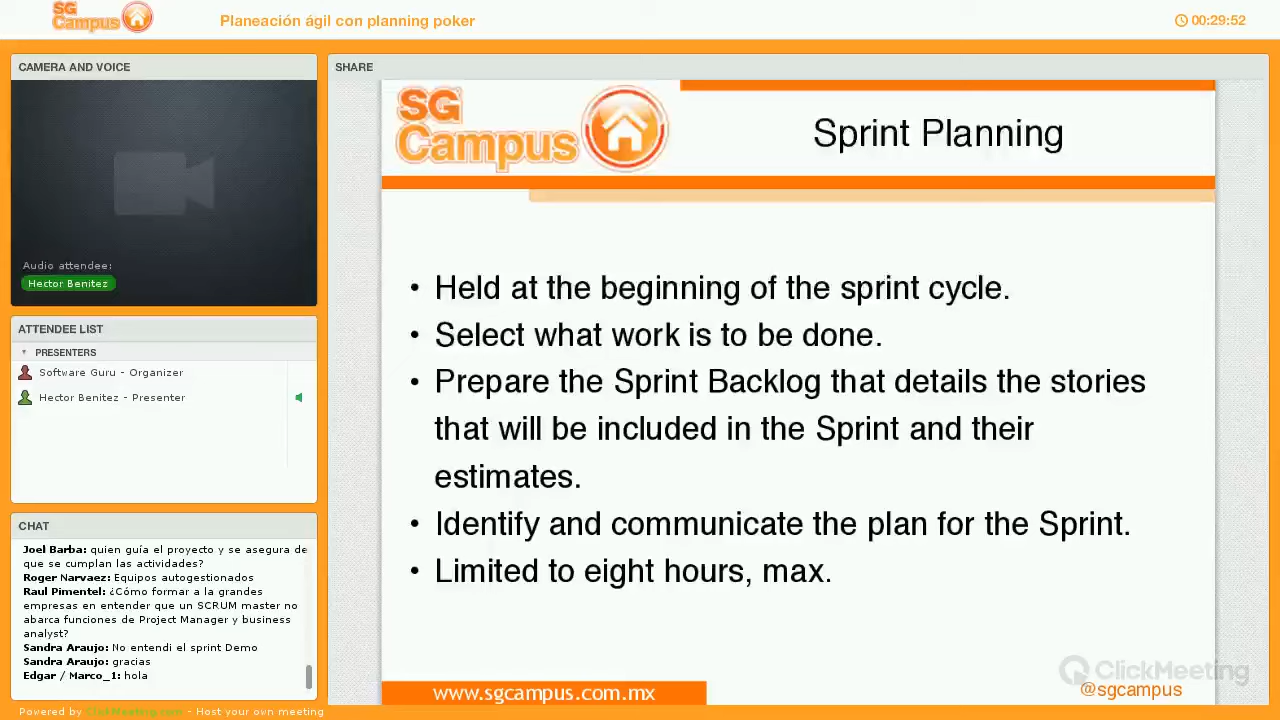 SG Campus
Planeación ágil con planning poker
00:29:52
CAMERA AND VOICE
Audio attendee:
Hector Benitez
ATTENDEE LIST
PRESENTERS
Software Guru - Organizer
Hector Benitez - Presenter
CHAT
Joel Barba: quien guía el proyecto y se asegura de
que se cumplan las actividades?
Roger Narvaez: Equipos autogestionados
Raul Pimentel: ¿Cómo formar a la grandes
empresas en entender que un SCRUM master no
abarca funciones de Project Manager y business
analyst?
Sandra Araujo: No entendi el sprint Demo
Sandra Araujo: gracias
Edgar / Marco_1: hola
Powered by ClickMeeting.com - Host your own meeting
SHARE
SG
Campus
Sprint Planning
• Held at the beginning of the sprint cycle.
• Select what work is to be done.
• Prepare the Sprint Backlog that details the stories
that will be included in the Sprint and their
estimates.
• Identify and communicate the plan for the Sprint.
• Limited to eight hours, max.
www.sgcampus.com.mx
ClickMeeting
@sgcampus